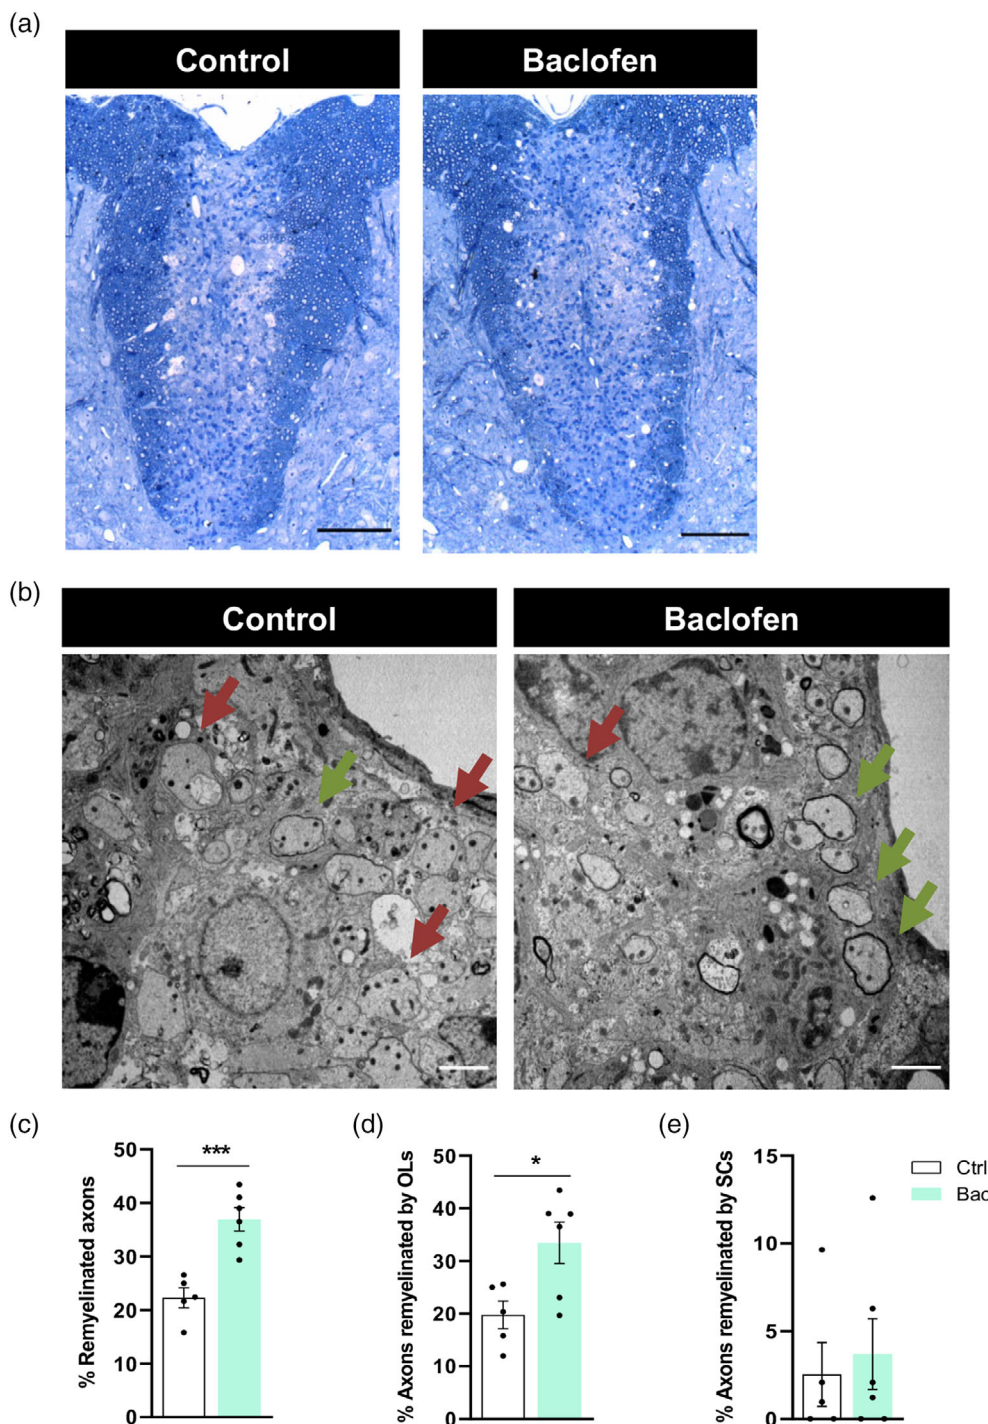 (a)
Control
Baclofen
(b)
Control
Baclofen
(c)
% Remyelinated axons
50
40
30
20
10
0
***
(d)
% Axons remyelinated by OLs
50
40
30
20
10
0
*
(e)
% Axons remyelinated by SCs
15
10
5
0
Ctrl
Bac